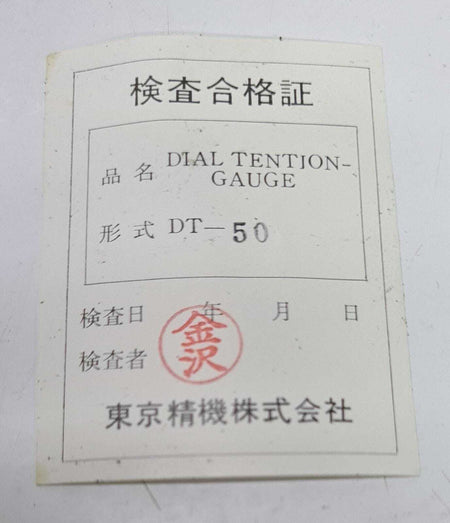 検査合格証
品名 DIAL TENTION-
GAUGE
形式 DT-50
検査日 年 月 日
検査者 金沢
東京精機株式会社